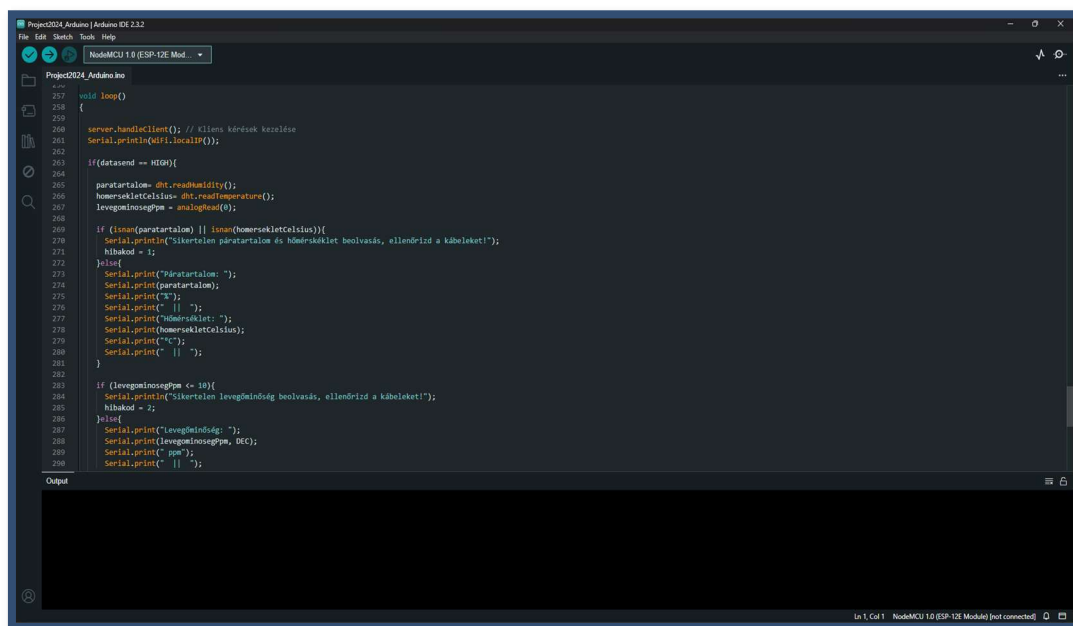 Project2024_Arduino | Arduino IDE 2.3.2
File Edit Sketch Tools Help
NodeMCU 1.0 (ESP-12E Mod...
Project2024_Arduino.ino
256
257 void loop()
258 {
259
260 server.handleClient(); // Kliens kérések kezelése
261 Serial.println(WiFi.localIP());
262
263 if(datasend == HIGH){
264
265 paratartalom= dht.readHumidity();
266 homersekletCelsius= dht.readTemperature();
267 levegominosegPpm = analogRead(0);
268
269 if (isnan(paratartalom) || isnan(homersekletCelsius)){
270 Serial.println("Sikertelen páratartalom és hőmérskéklet beolvasás, ellenőrizd a kábeleket!");
271 hibakod = 1;
272 }else{
273 Serial.print("Páratartalom: ");
274 Serial.print(paratartalom);
275 Serial.print("%");
276 Serial.print(" || ");
277 Serial.print("Hőmérséklet: ");
278 Serial.print(homersekletCelsius);
279 Serial.print("°C");
280 Serial.print(" || ");
281 }
282
283 if (levegominosegPpm <= 10){
284 Serial.println("Sikertelen levegőminőség beolvasás, ellenőrizd a kábeleket!");
285 hibakod = 2;
286 }else{
287 Serial.print("Levegőminőség: ");
288 Serial.print(levegominosegPpm, DEC);
289 Serial.print(" ppm");
290 Serial.print(" || ");
Output
Ln 1, Col 1 NodeMCU 1.0 (ESP-12E Module) [not connected]